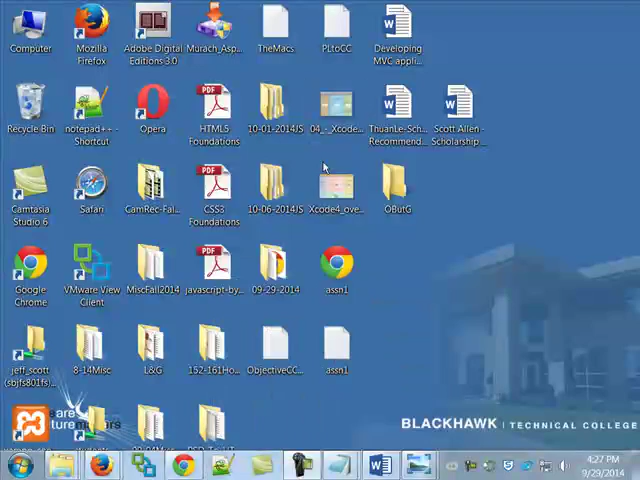 Computer
Mozilla
Firefox
Adobe Digital
Editions 3.0
Murach_Asp...
TheMacs
PLtoCC
Developing
MVC appli...
Recycle Bin
notepad++ -
Shortcut
Opera
PDF
HTML5
Foundations
10-01-2014JS
04_-_Xcode...
ThuanLe-Sch...
Recommend...
Scott Allen -
Scholarship ...
Camtasia
Studio 6
Safari
CamRec-Fal...
PDF
CSS3
Foundations
10-06-2014JS
Xcode4_ove...
OButG
Google
Chrome
VMware View
Client
MiscFall2014
PDF
javascript-by...
09-29-2014
assn1
jeff_scott
(sbjfs801fs)...
8-14Misc
L&G
152-161Ho...
ObjectiveCC...
assn1
BLACKHAWK | TECHNICAL COLLEGE
4:27 PM
9/29/2014